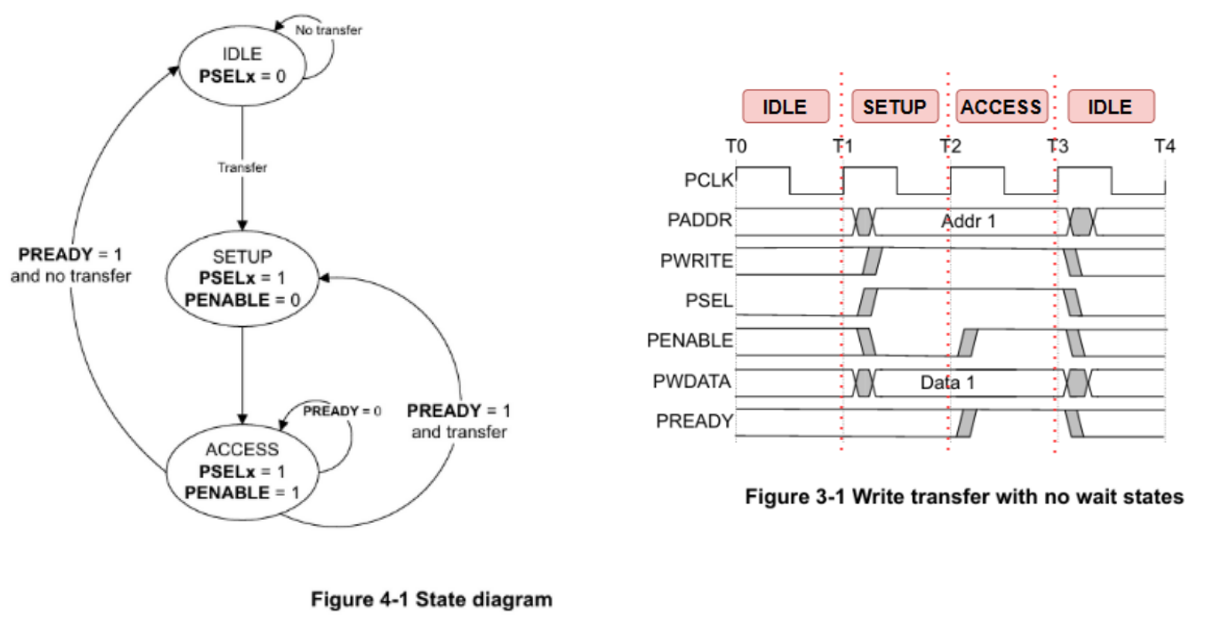 No transfer
IDLE
PSELx = 0
Transfer
PREADY = 1
and no transfer
SETUP
PSELx = 1
PENABLE = 0
PREADY = 0
PREADY = 1
and transfer
ACCESS
PSELx = 1
PENABLE = 1
Figure 4-1 State diagram
IDLE SETUP ACCESS IDLE
T0 T1 T2 T3 T4
PCLK
PADDR Addr 1
PWRITE
PSEL
PENABLE
PWDATA Data 1
PREADY
Figure 3-1 Write transfer with no wait states